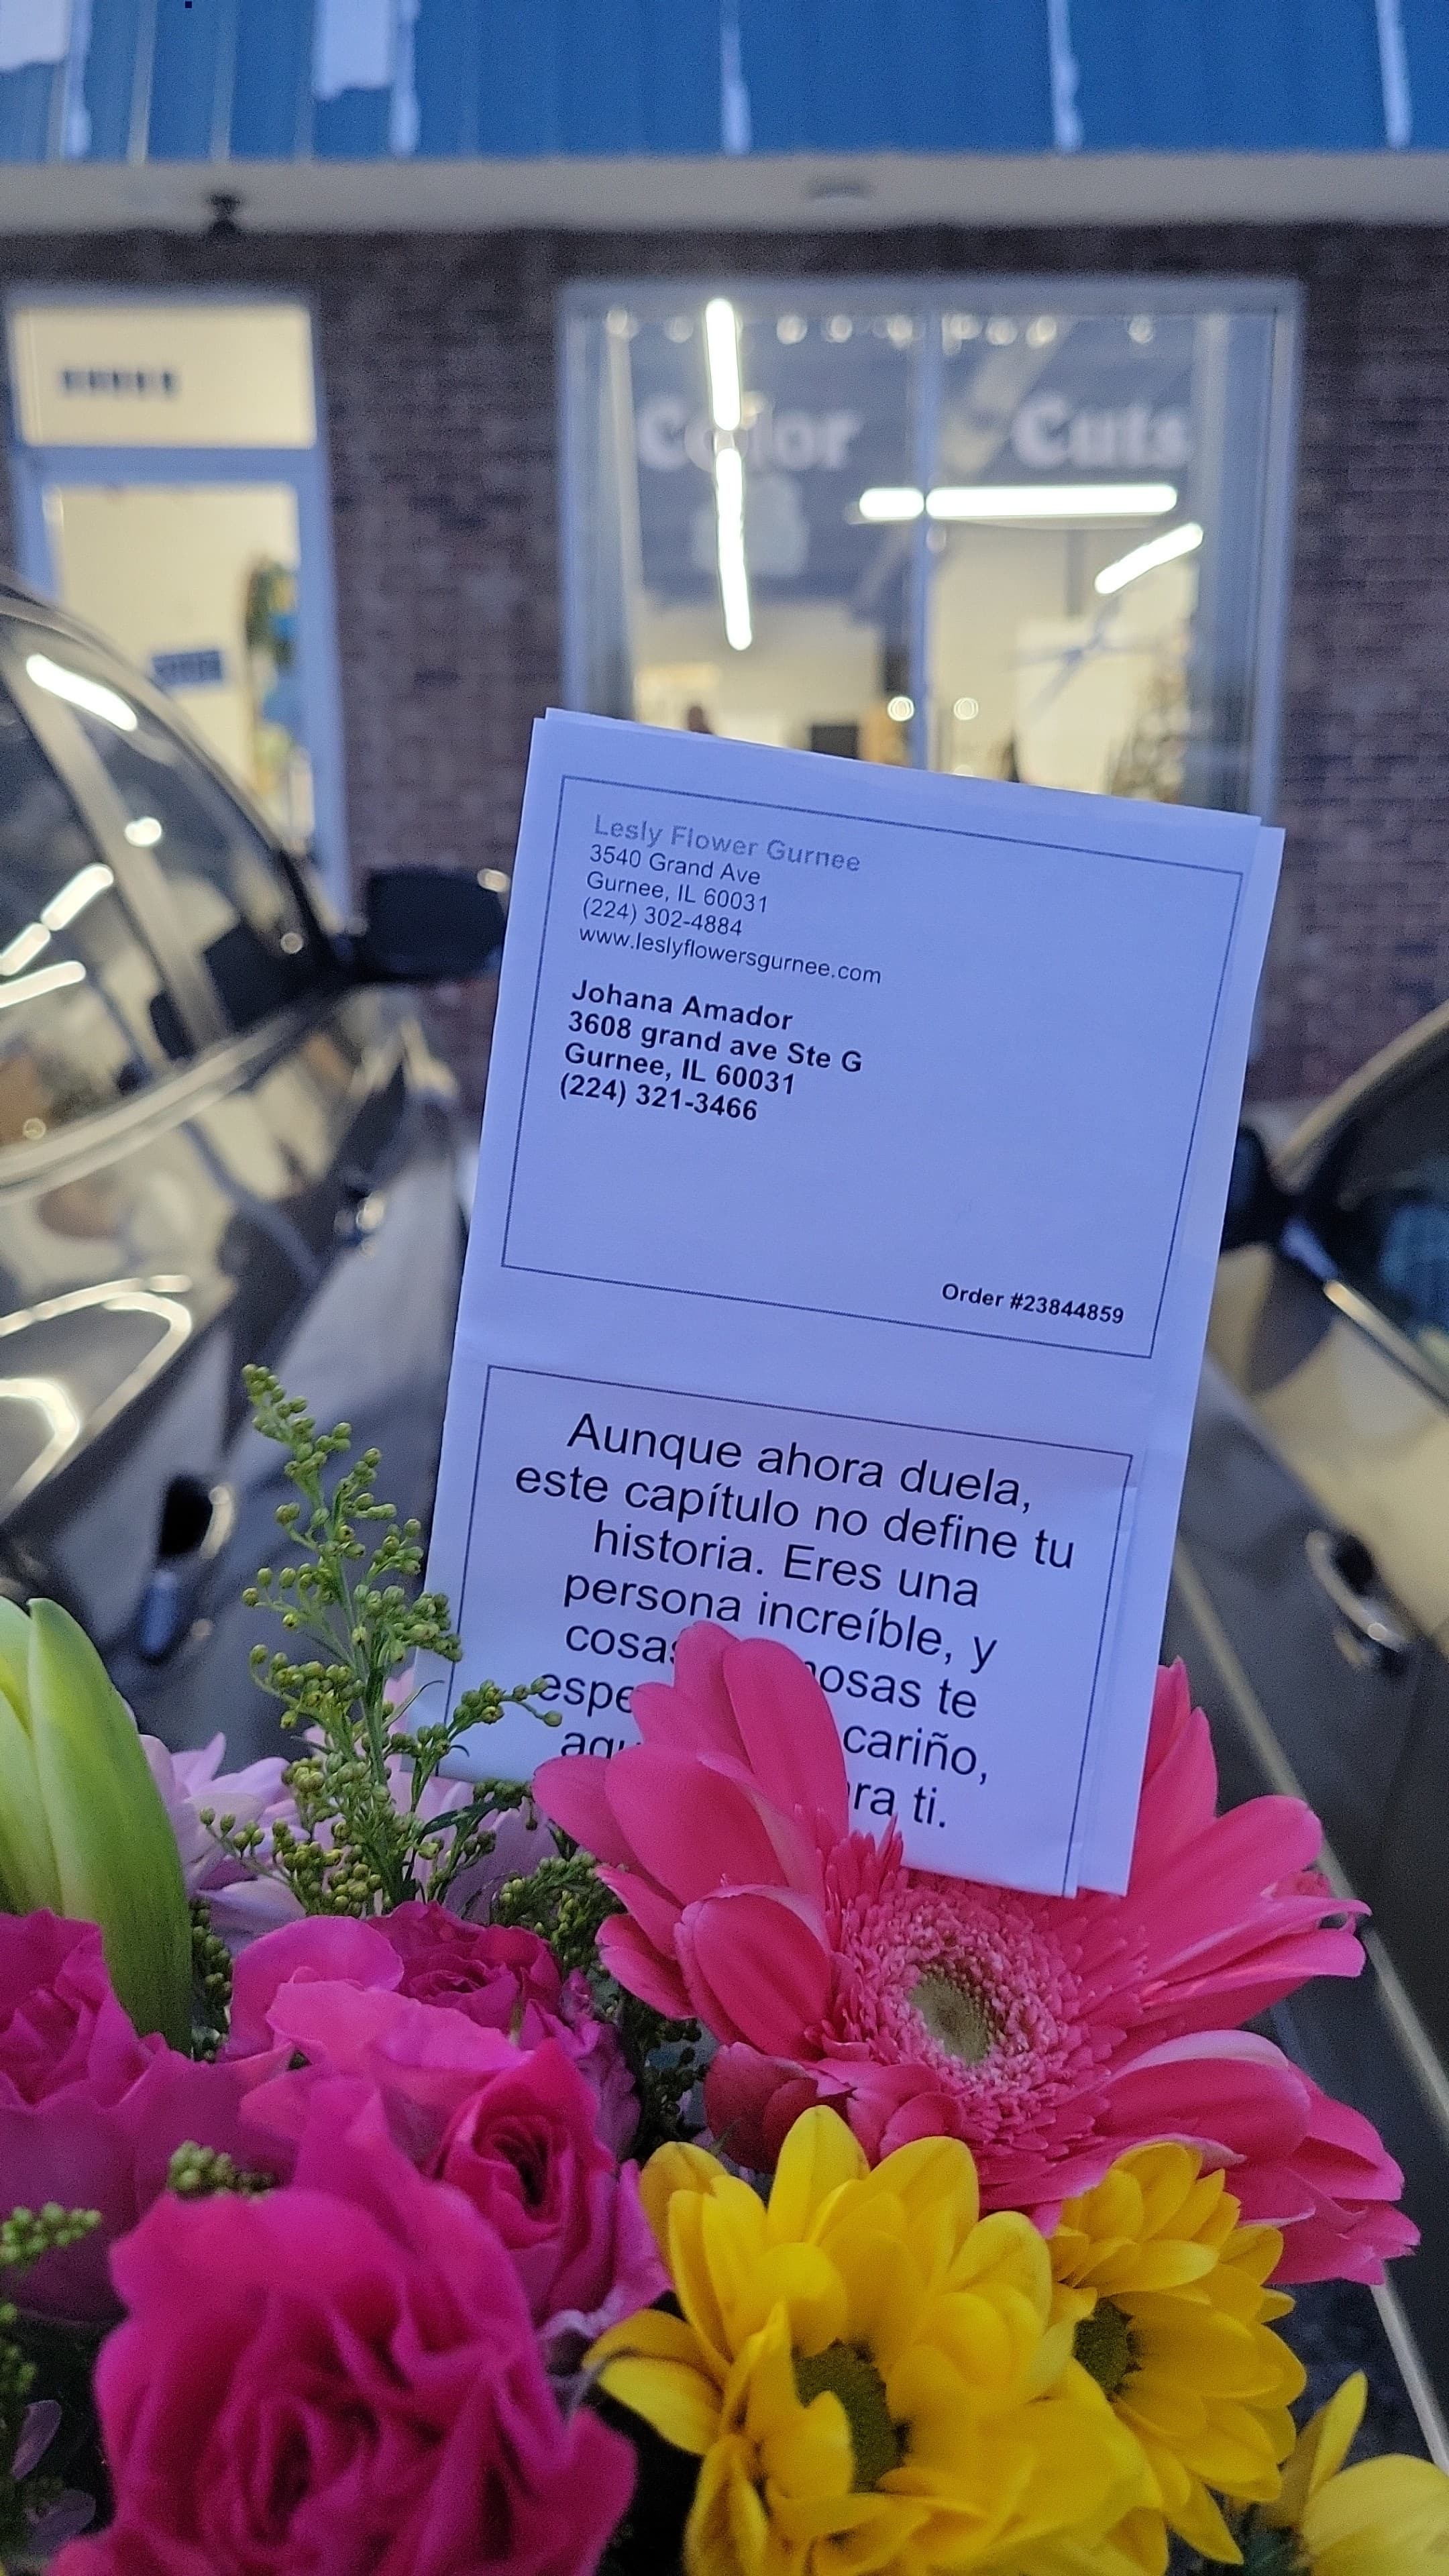 Color Cuts
Lesly Flower Gurnee
3540 Grand Ave
Gurnee, IL 60031
(224) 302-4884
www.leslyflowersgurnee.com
Johana Amador
3608 grand ave Ste G
Gurnee, IL 60031
(224) 321-3466
Order #23844859
Aunque ahora duela,
este capítulo no define tu
historia. Eres una
persona increíble, y
te
cariño,
ti.